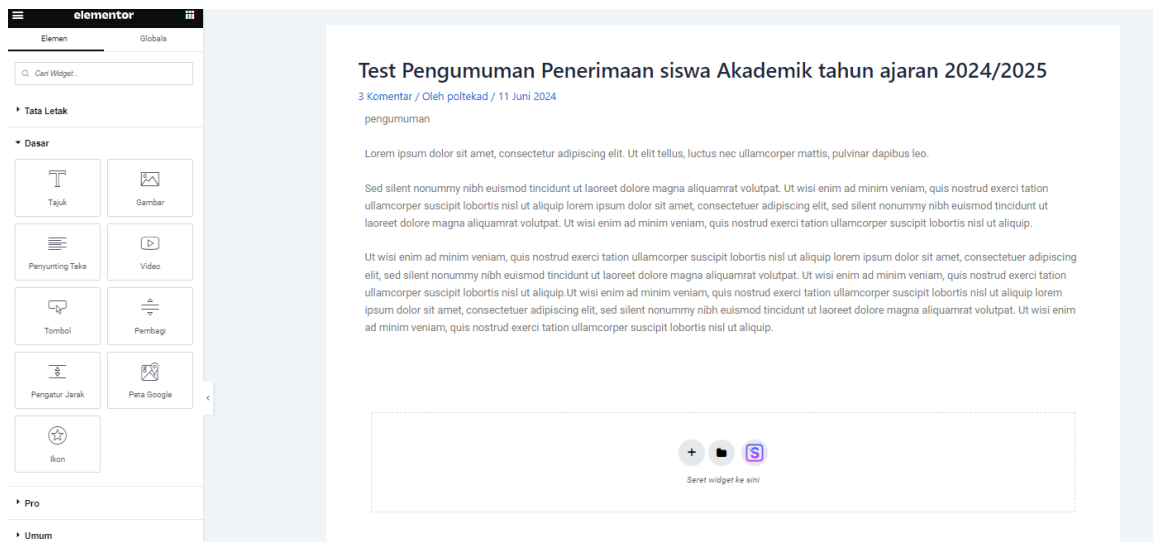 elementor
Elemen Globals
Cari Widget...
Tata Letak
Dasar
Tajuk Gambar
Penyunting Teks Video
Tombol Pembagi
Pengatur Jarak Peta Google
Ikon
Pro
Umum
Test Pengumuman Penerimaan siswa Akademik tahun ajaran 2024/2025
3 Komentar / Oleh poltekad / 11 Juni 2024
pengumuman
Lorem ipsum dolor sit amet, consectetur adipiscing elit. Ut elit tellus, luctus nec ullamcorper mattis, pulvinar dapibus leo.
Sed silent nonummy nibh euismod tincidunt ut laoreet dolore magna aliquamrat volutpat. Ut wisi enim ad minim veniam, quis nostrud exerci tation
ullamcorper suscipit lobortis nisl ut aliquip lorem ipsum dolor sit amet, consectetuer adipiscing elit, sed silent nonummy nibh euismod tincidunt ut
laoreet dolore magna aliquamrat volutpat. Ut wisi enim ad minim veniam, quis nostrud exerci tation ullamcorper suscipit lobortis nisl ut aliquip.
Ut wisi enim ad minim veniam, quis nostrud exerci tation ullamcorper suscipit lobortis nisl ut aliquip lorem ipsum dolor sit amet, consectetuer adipiscing
elit, sed silent nonummy nibh euismod tincidunt ut laoreet dolore magna aliquamrat volutpat. Ut wisi enim ad minim veniam, quis nostrud exerci tation
ullamcorper suscipit lobortis nisl ut aliquip.Ut wisi enim ad minim veniam, quis nostrud exerci tation ullamcorper suscipit lobortis nisl ut aliquip lorem
ipsum dolor sit amet, consectetuer adipiscing elit, sed silent nonummy nibh euismod tincidunt ut laoreet dolore magna aliquamrat volutpat. Ut wisi enim
ad minim veniam, quis nostrud exerci tation ullamcorper suscipit lobortis nisl ut aliquip.
S
Seret widget ke sini